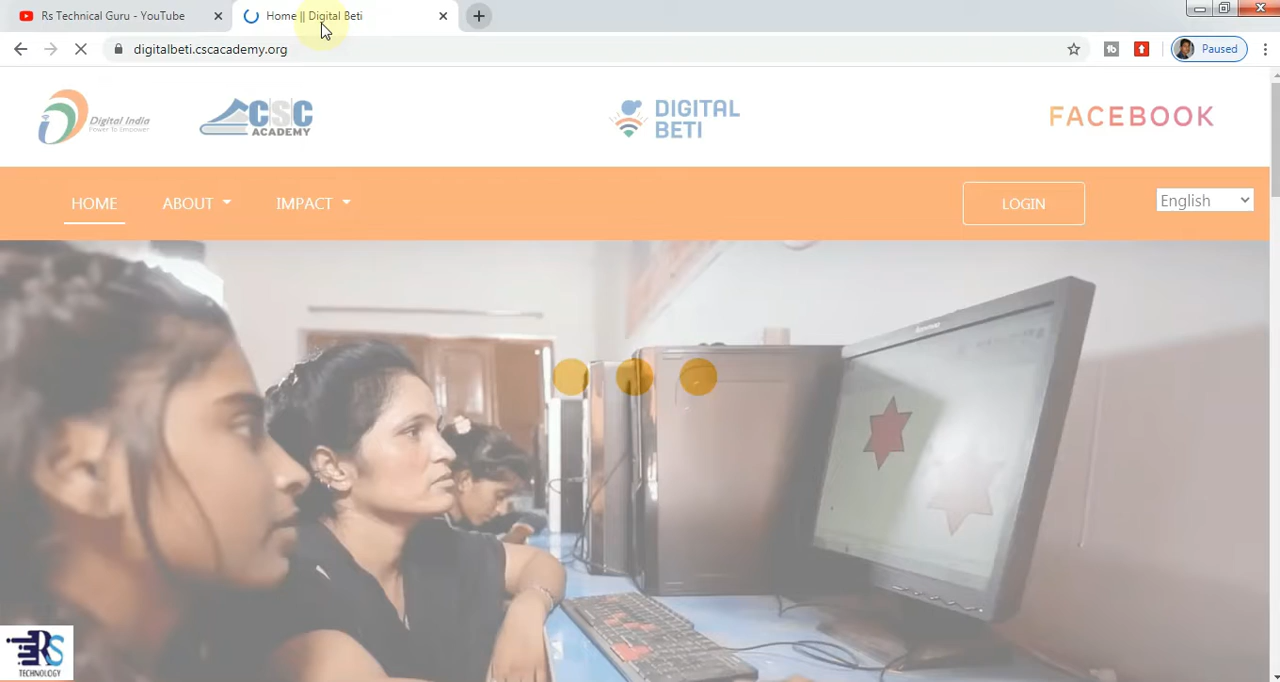 Rs Technical Guru - YouTube
Home || Digital Beti
digitalbeti.cscacademy.org
Paused
Digital India
Power To Empower
CSC
ACADEMY
DIGITAL
BETI
FACEBOOK
HOME
ABOUT
IMPACT
LOGIN
English
RS
TECHNOLOGY